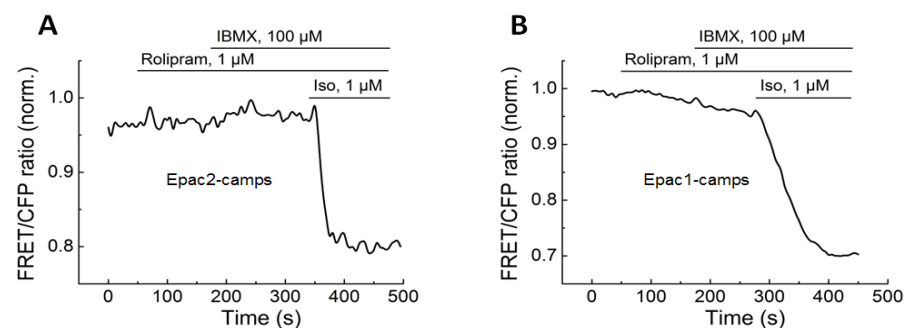 A
IBMX, 100 µM
Rolipram, 1 µM
Iso, 1 µM
FRET/CFP ratio (norm.)
1.0
0.9
0.8
Epac2-camps
0 100 200 300 400 500
Time (s)
B
IBMX, 100 µM
Rolipram, 1 µM
Iso, 1 µM
FRET/CFP ratio (norm.)
1.0
0.9
0.8
0.7
Epac1-camps
0 100 200 300 400 500
Time (s)